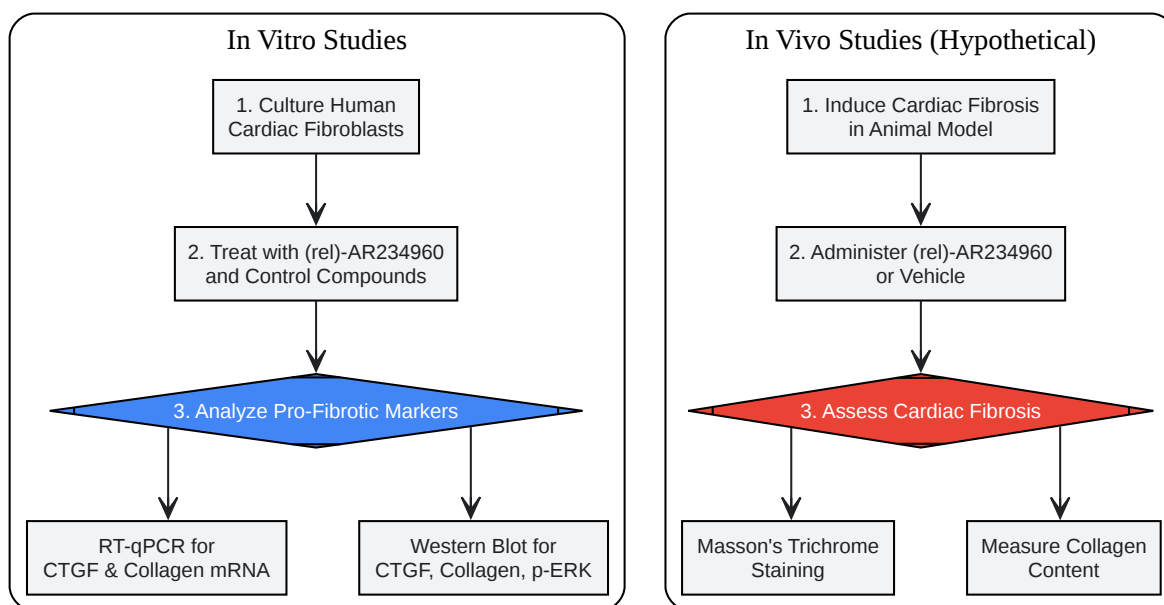 In Vitro Studies
1. Culture Human
Cardiac Fibroblasts
2. Treat with (rel)-AR234960
and Control Compounds
3. Analyze Pro-Fibrotic Markers
RT-qPCR for
CTGF & Collagen mRNA
Western Blot for
CTGF, Collagen, p-ERK
In Vivo Studies (Hypothetical)
1. Induce Cardiac Fibrosis
in Animal Model
2. Administer (rel)-AR234960
or Vehicle
3. Assess Cardiac Fibrosis
Masson's Trichrome
Staining
Measure Collagen
Content